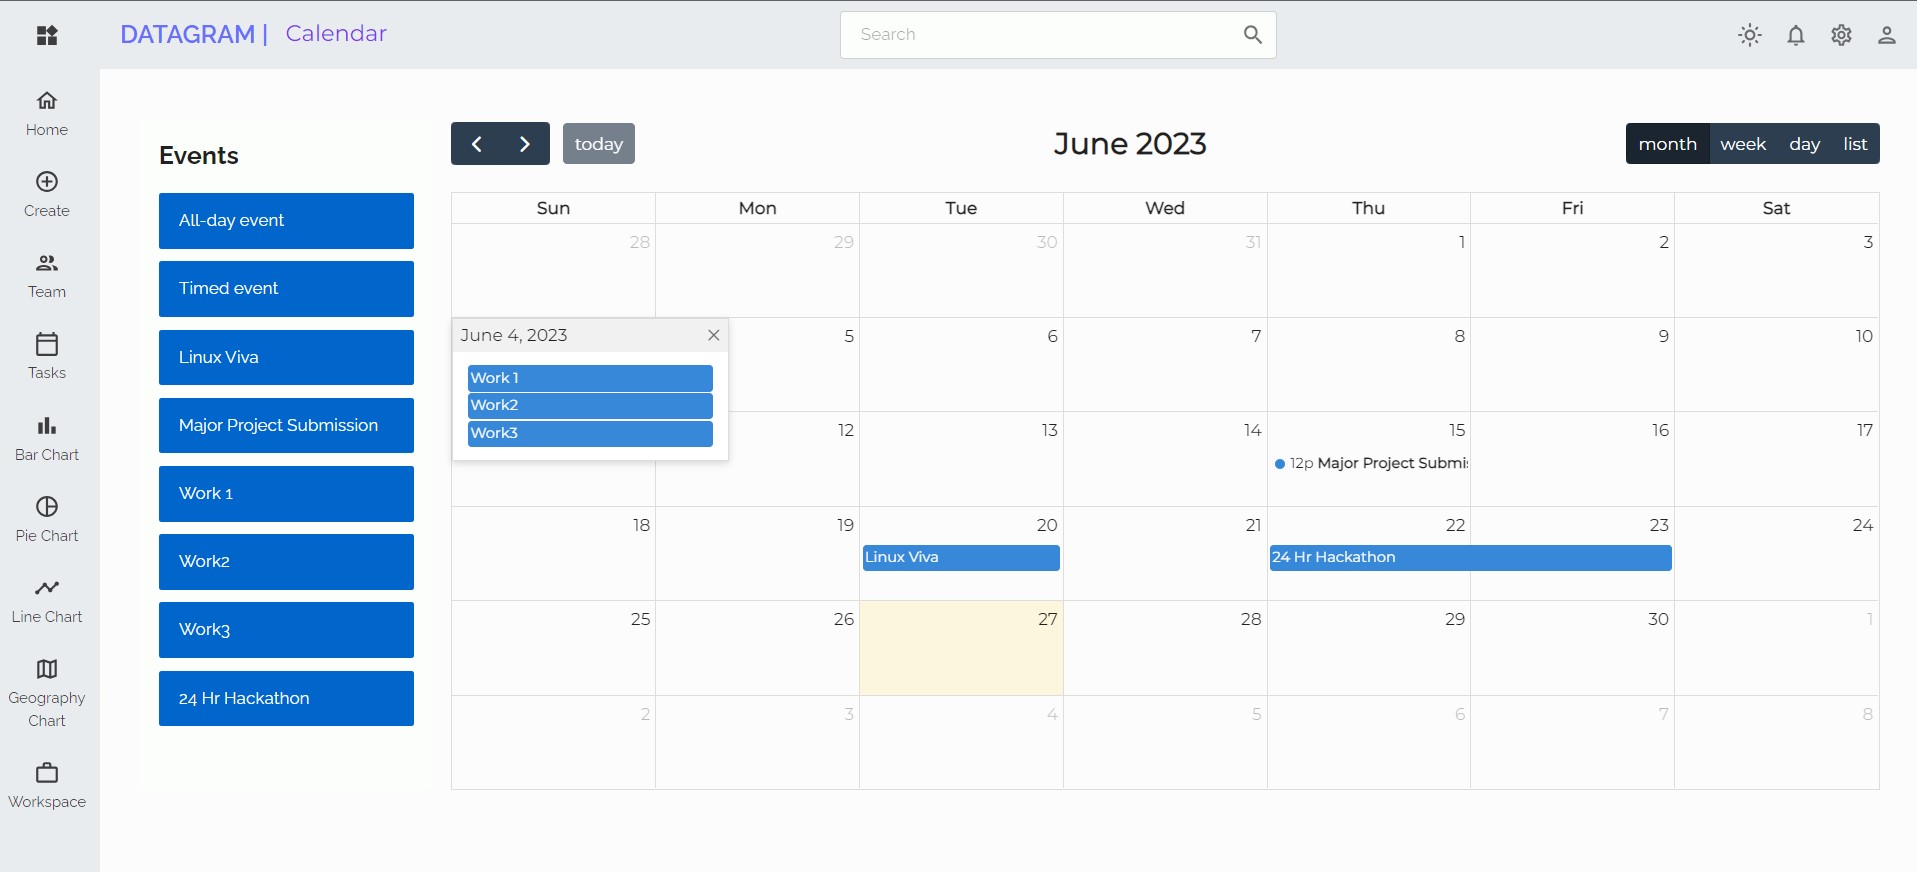 DATAGRAM | Calendar
Search
Home
Create
Team
Tasks
Bar Chart
Pie Chart
Line Chart
Geography
Chart
Workspace
Events
All-day event
Timed event
Linux Viva
Major Project Submission
Work 1
Work2
Work3
24 Hr Hackathon
today
June 2023
month week day list
Sun Mon Tue Wed Thu Fri Sat
28 29 30 31 1 2 3
June 4, 2023
Work 1
Work2
Work3
5 6 7 8 9 10
12 13 14 15 16 17
12p Major Project Submis
18 19 20 21 22 23 24
Linux Viva
24 Hr Hackathon
25 26 27 28 29 30 1
2 3 4 5 6 7 8